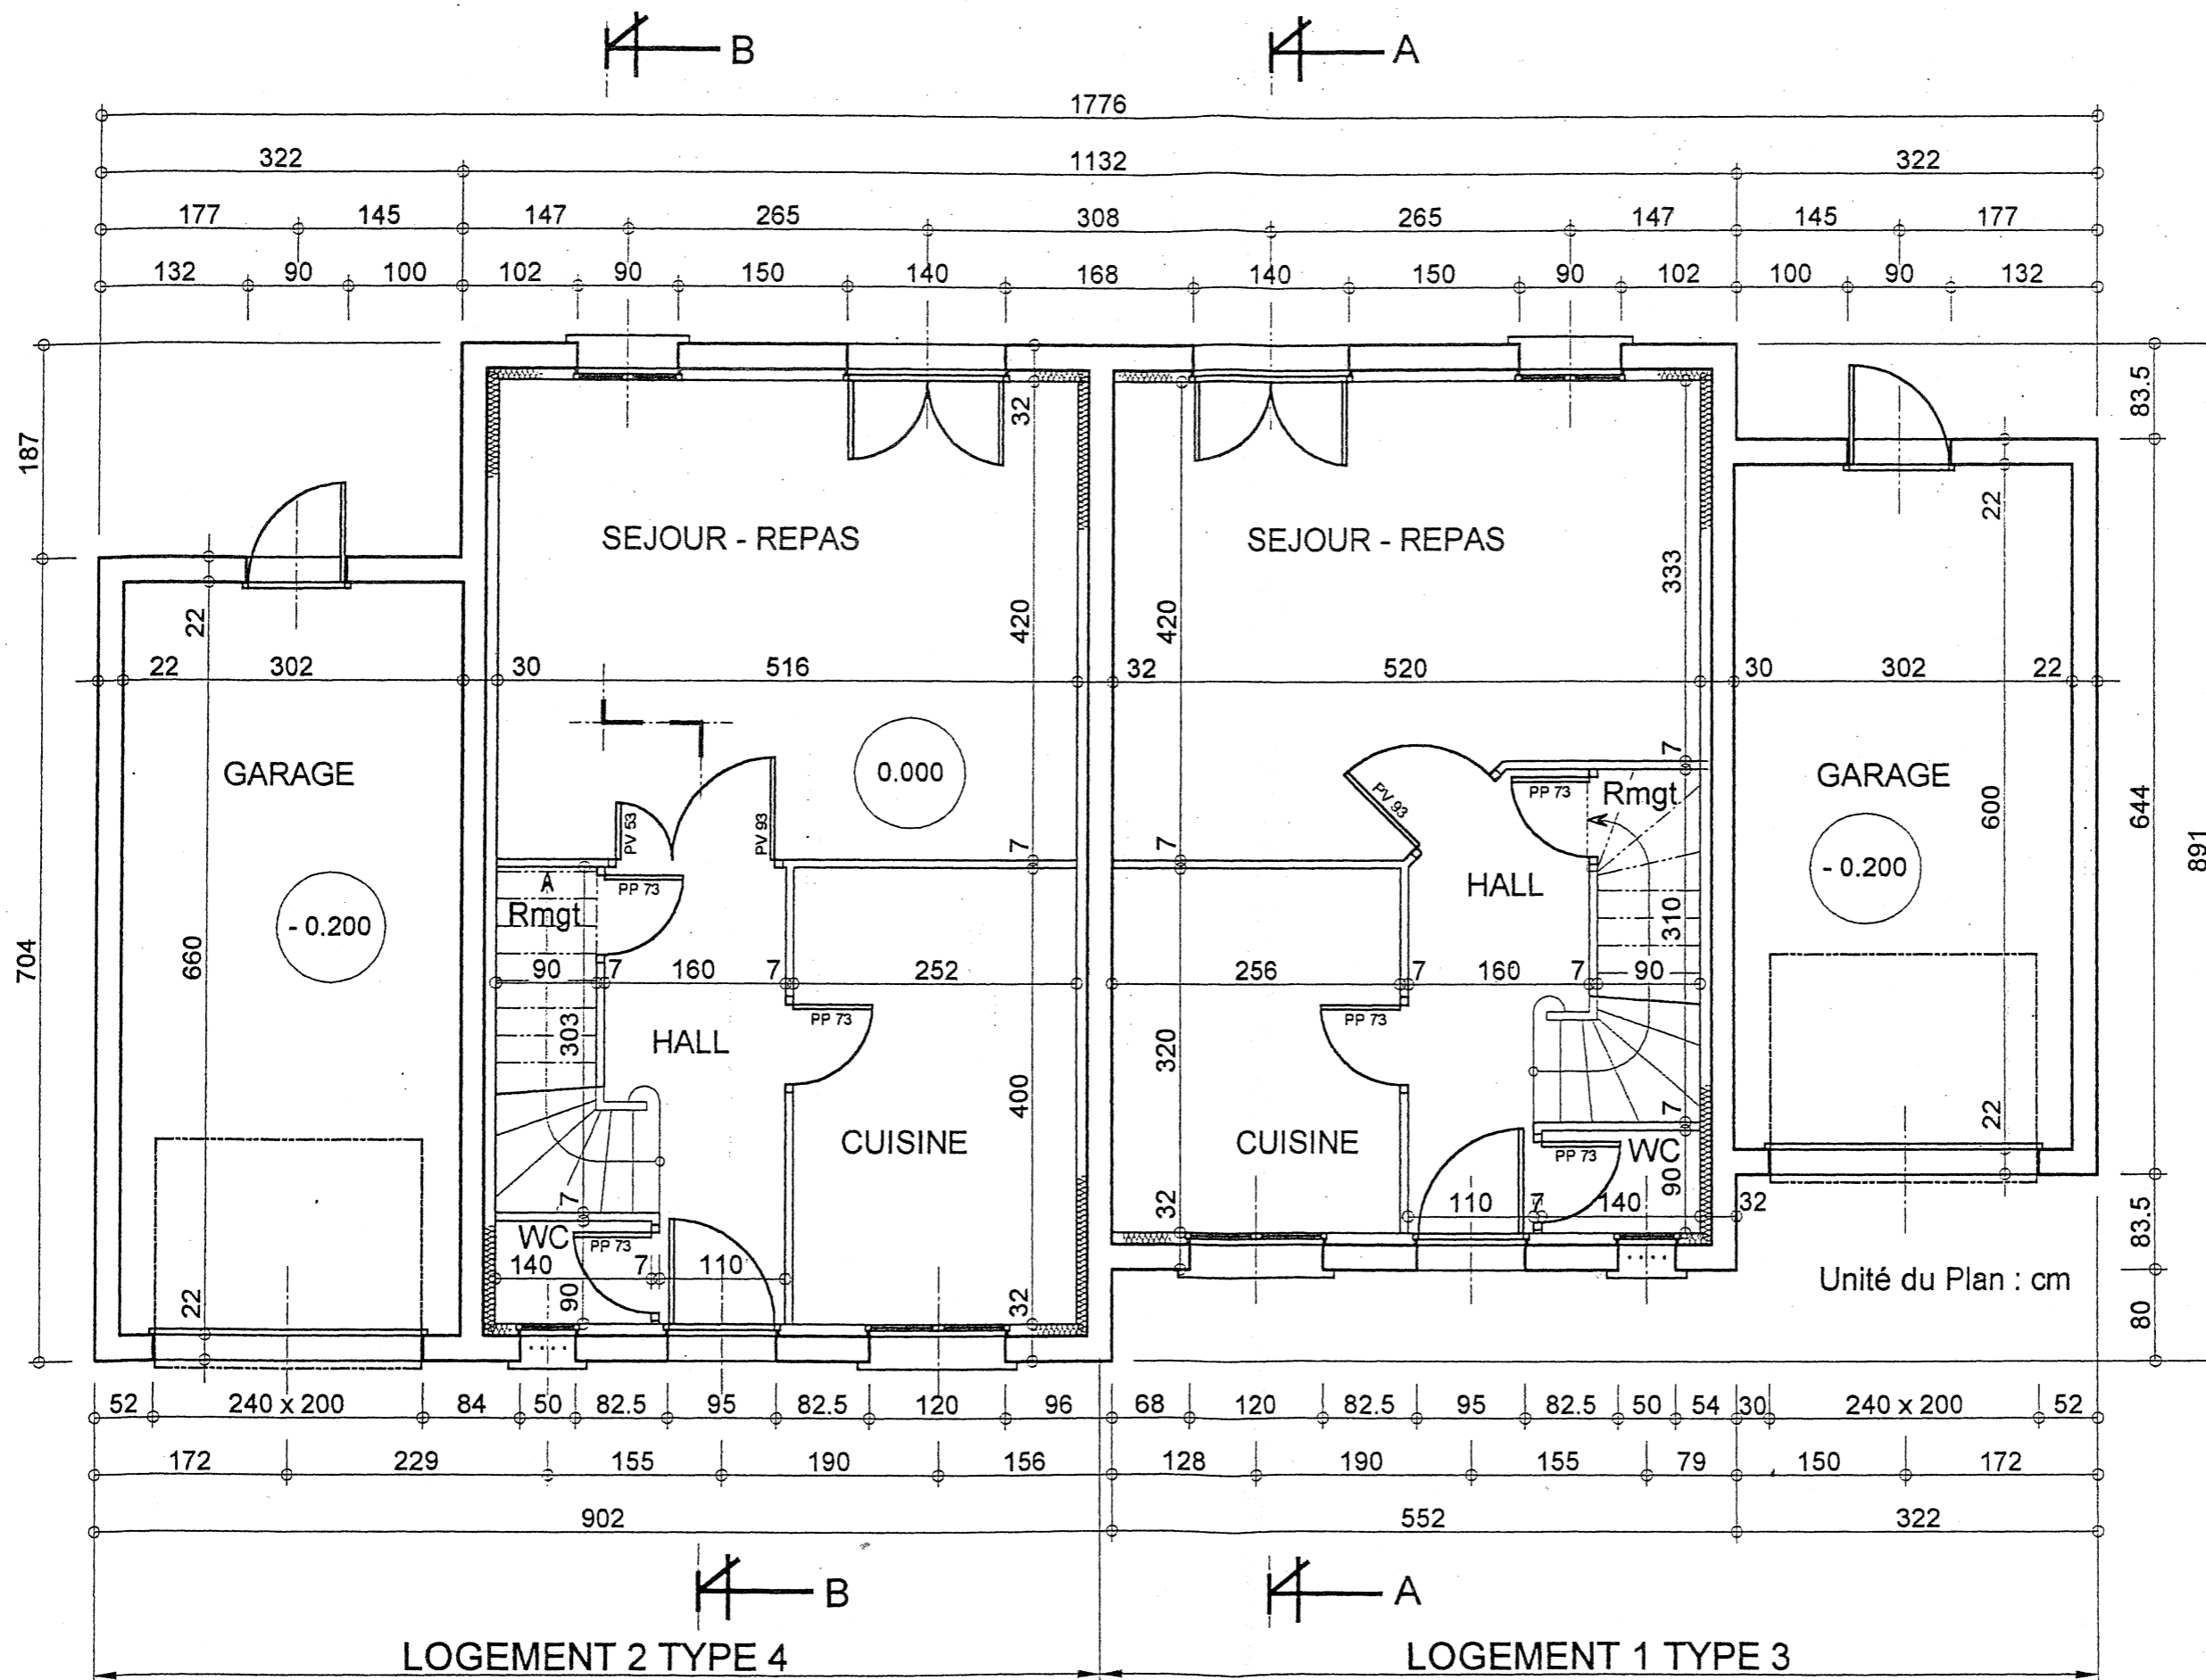 B A
1776
322 1132 322
177 145 147 265 308 265 147 145 177
132 90 100 102 90 150 140 168 140 150 90 102 100 90 132
83.5
32
187
22
SEJOUR - REPAS SEJOUR - REPAS
333
22
420 420
22 302 30 516 32 520 30 302 22
7
GARAGE 0.000 GARAGE
PP 73 Rmgt
PV 93
600 644
PV 53 PV 93 7 7
891
- 0.200
A PP 73 HALL
Rmgt
310
- 0.200
704 660
90 7 160 7 252 256 7 160 7 90
PP 73 PP 73
303 HALL 320
400
7
22
CUISINE CUISINE
PP 73 WC
90
7 32 110 7 140 32
83.5
WC PP 73
140 7 110
90 22 32
Unité du Plan : cm
80
52 240 x 200 84 50 82.5 95 82.5 120 96 68 120 82.5 95 82.5 50 54 30 240 x 200 52
172 229 155 190 156 128 190 155 79 150 172
902 552 322
B A
LOGEMENT 2 TYPE 4 LOGEMENT 1 TYPE 3